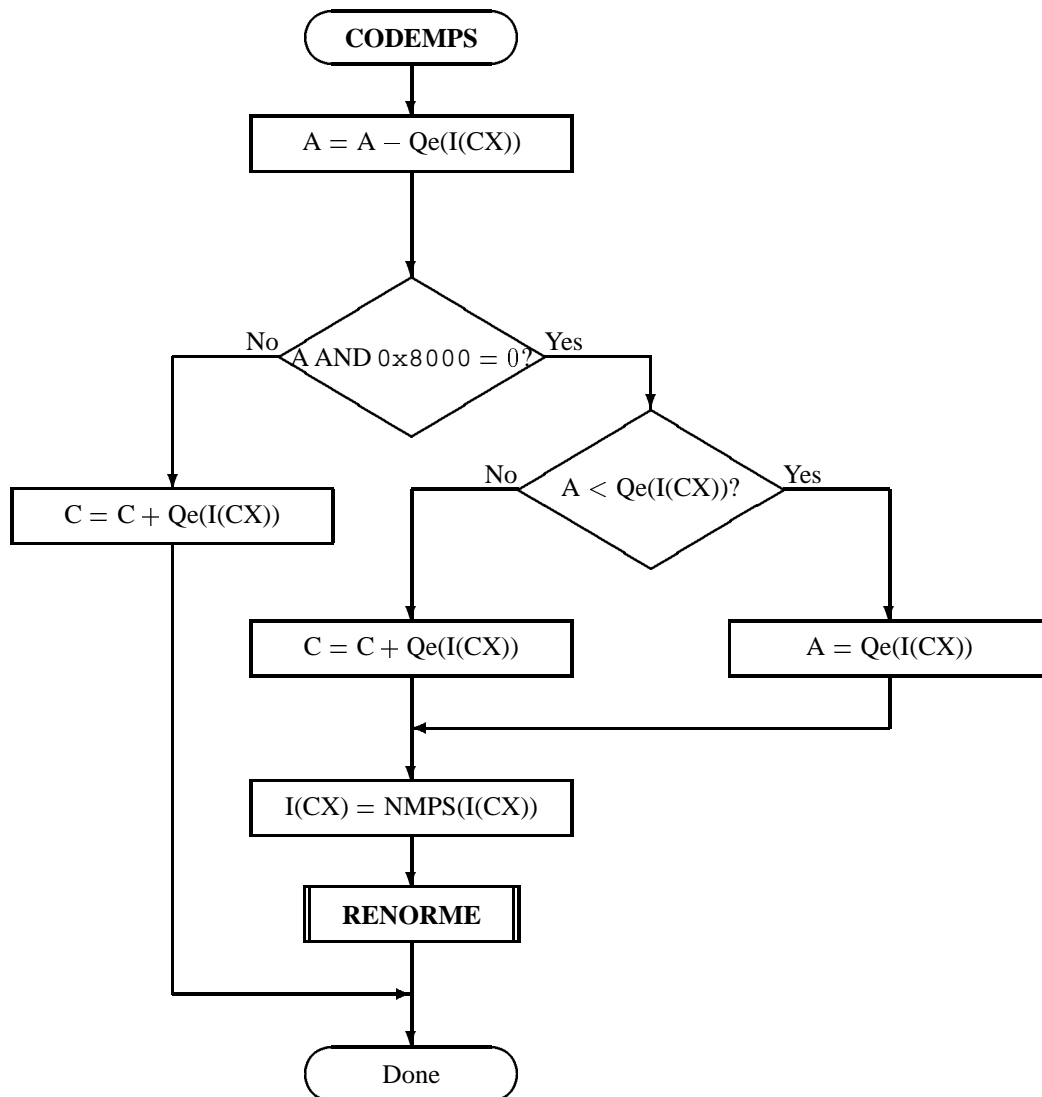 CODEMPS
A = A − Qe(I(CX))
No
A AND 0x8000 = 0?
Yes
No
A < Qe(I(CX))?
Yes
C = C + Qe(I(CX))
C = C + Qe(I(CX))
A = Qe(I(CX))
I(CX) = NMPS(I(CX))
RENORME
Done